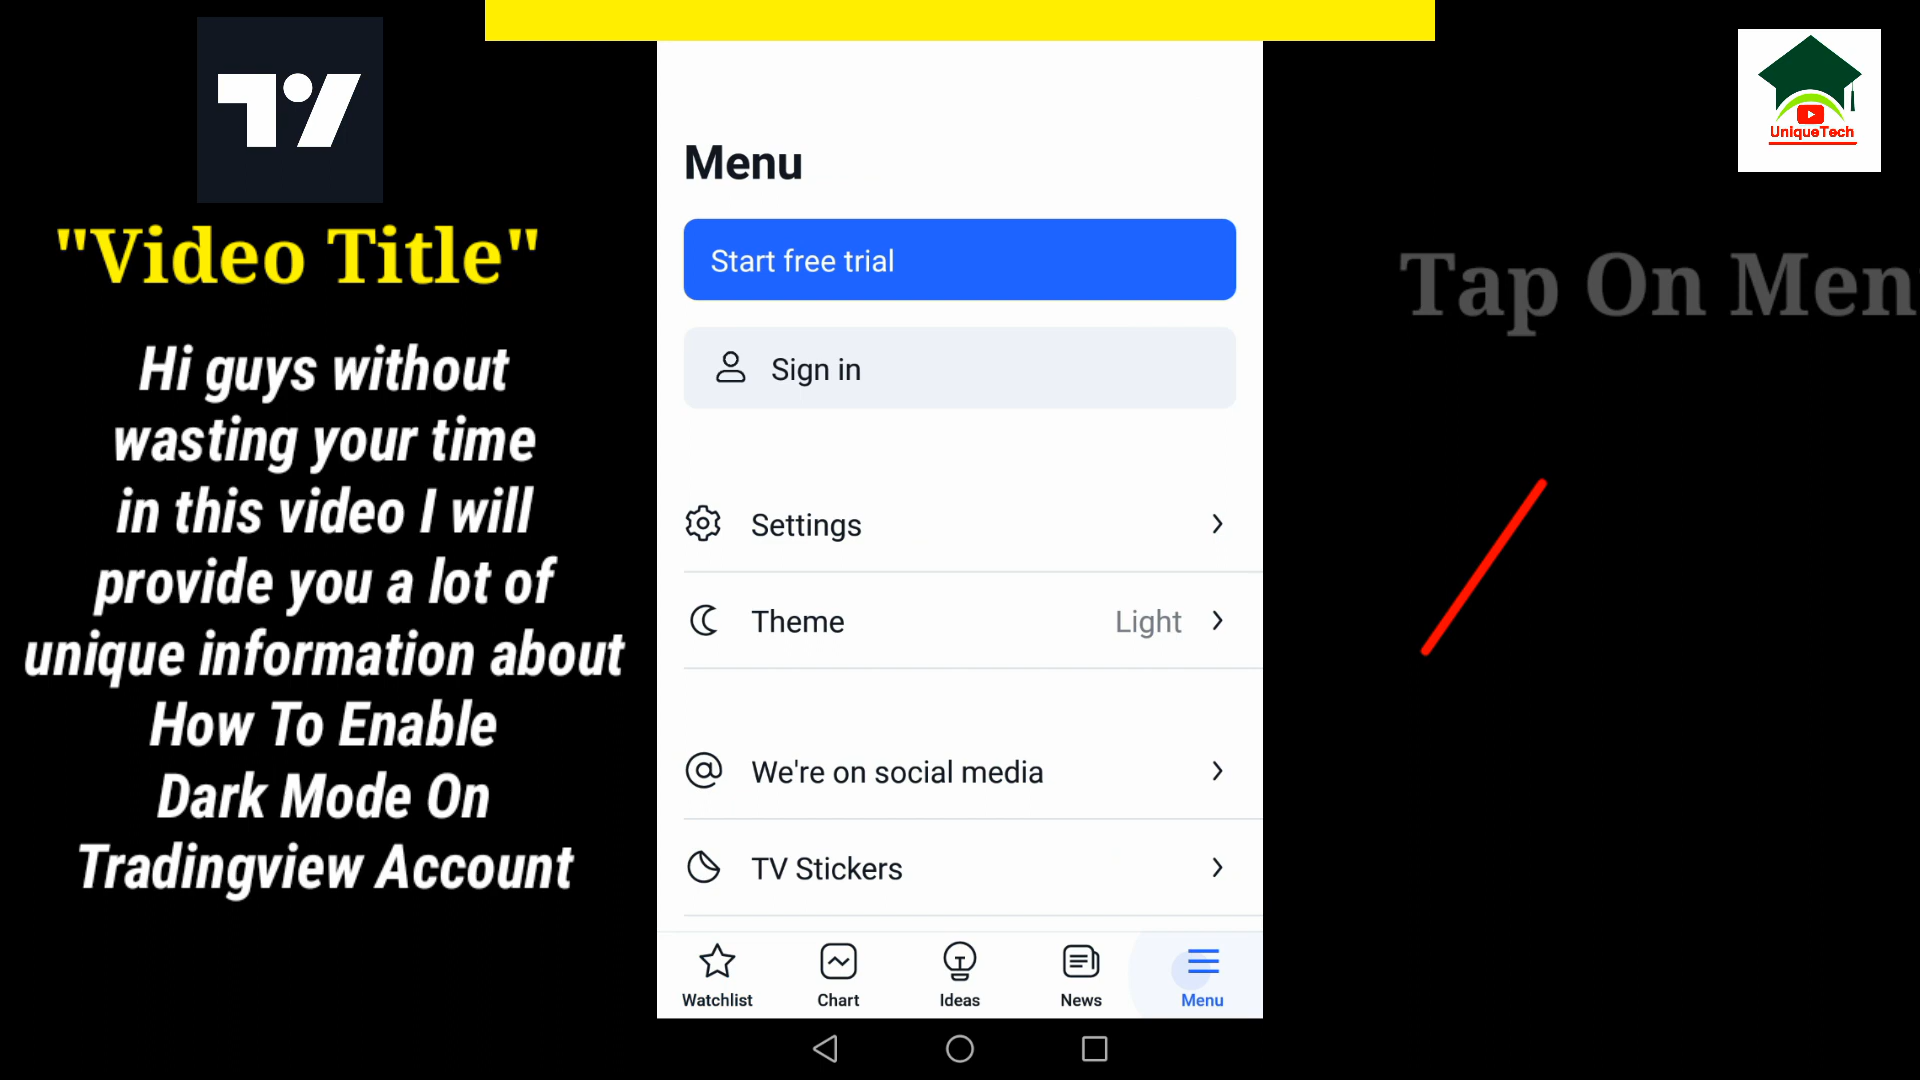 "Video Title"
Hi guys without
wasting your time
in this video I will
provide you a lot of
unique information about
How To Enable
Dark Mode On
Tradingview Account
Menu
Start free trial
Sign in
Settings
Theme Light
We're on social media
TV Stickers
Watchlist Chart Ideas News Menu
UniqueTech
Tap On Men